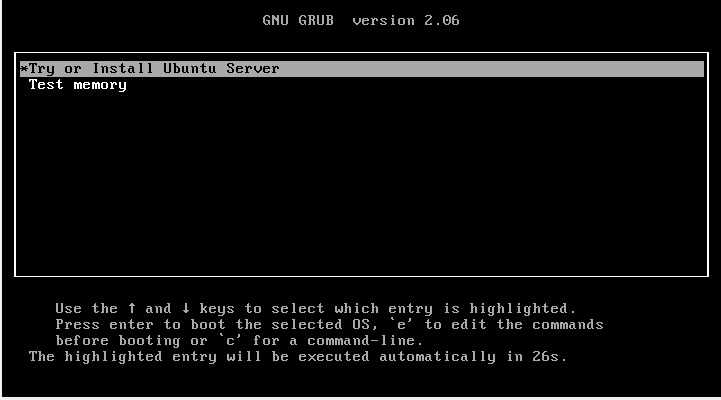 GNU GRUB  version 2.06
*Try or Install Ubuntu Server
Test memory
Use the ↑ and ↓ keys to select which entry is highlighted.
Press enter to boot the selected OS, `e' to edit the commands
before booting or `c' for a command-line.
The highlighted entry will be executed automatically in 26s.